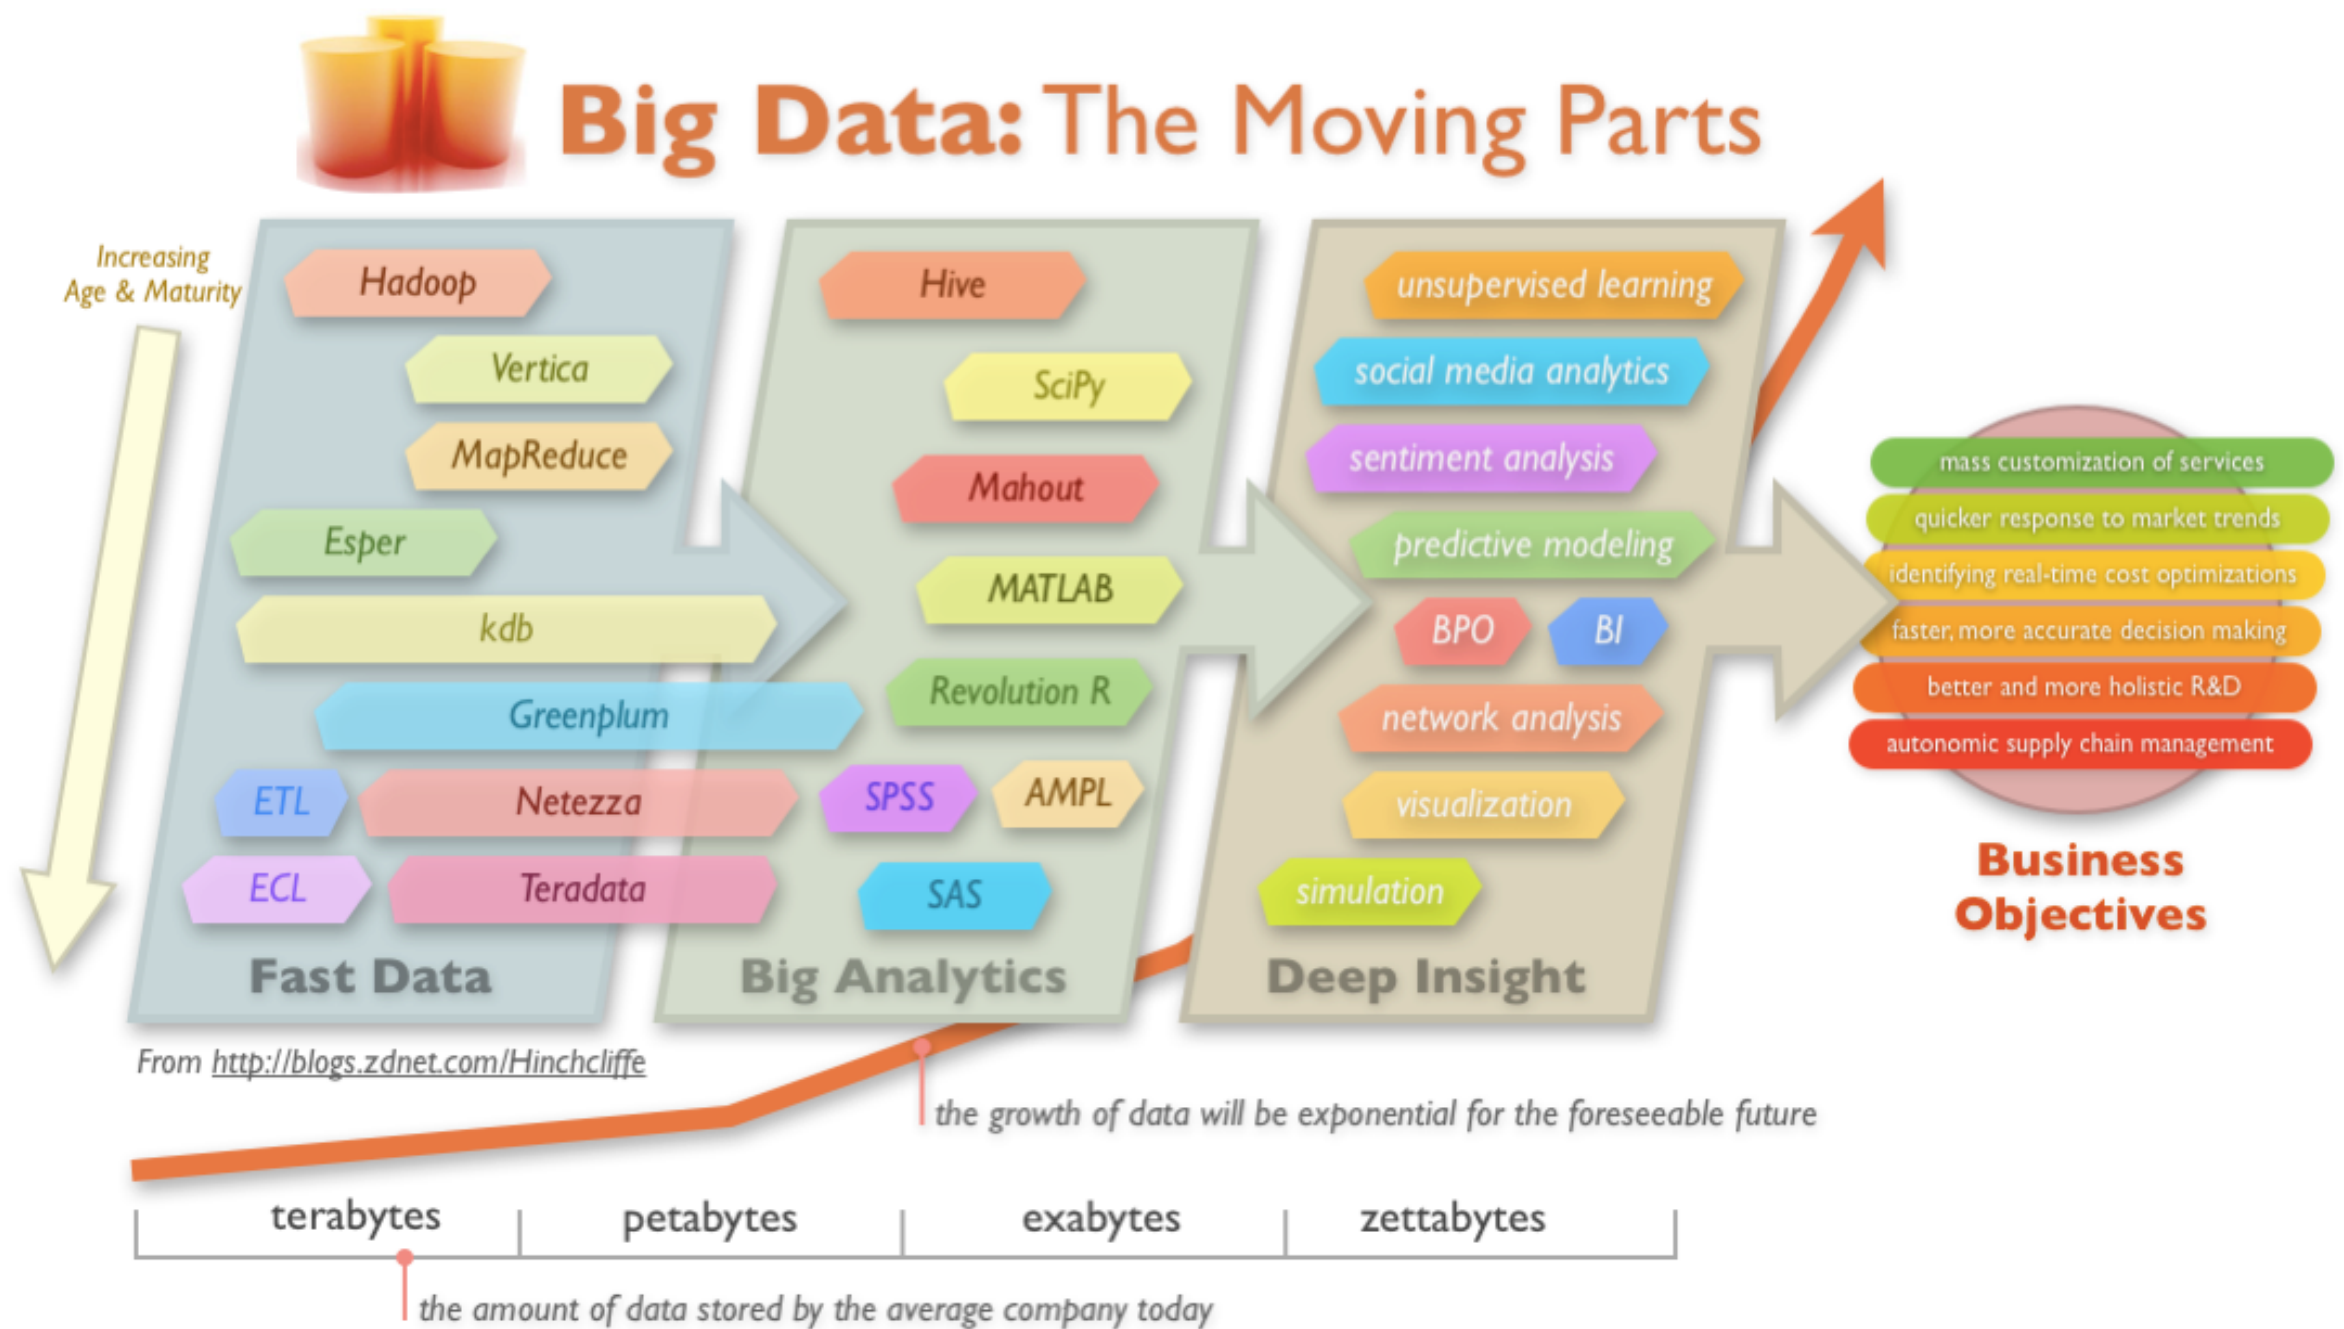 Big Data: The Moving Parts
Increasing
Age & Maturity
Hadoop
Vertica
MapReduce
Esper
kdb
Greenplum
ETL
Netezza
ECL
Teradata
Fast Data
Hive
SciPy
Mahout
MATLAB
Revolution R
SPSS
AMPL
SAS
Big Analytics
unsupervised learning
social media analytics
sentiment analysis
predictive modeling
BPO
BI
network analysis
visualization
simulation
Deep Insight
mass customization of services
quicker response to market trends
identifying real-time cost optimizations
faster, more accurate decision making
better and more holistic R&D
autonomic supply chain management
Business
Objectives
From http://blogs.zdnet.com/Hinchcliffe
the growth of data will be exponential for the foreseeable future
terabytes
petabytes
exabytes
zettabytes
the amount of data stored by the average company today